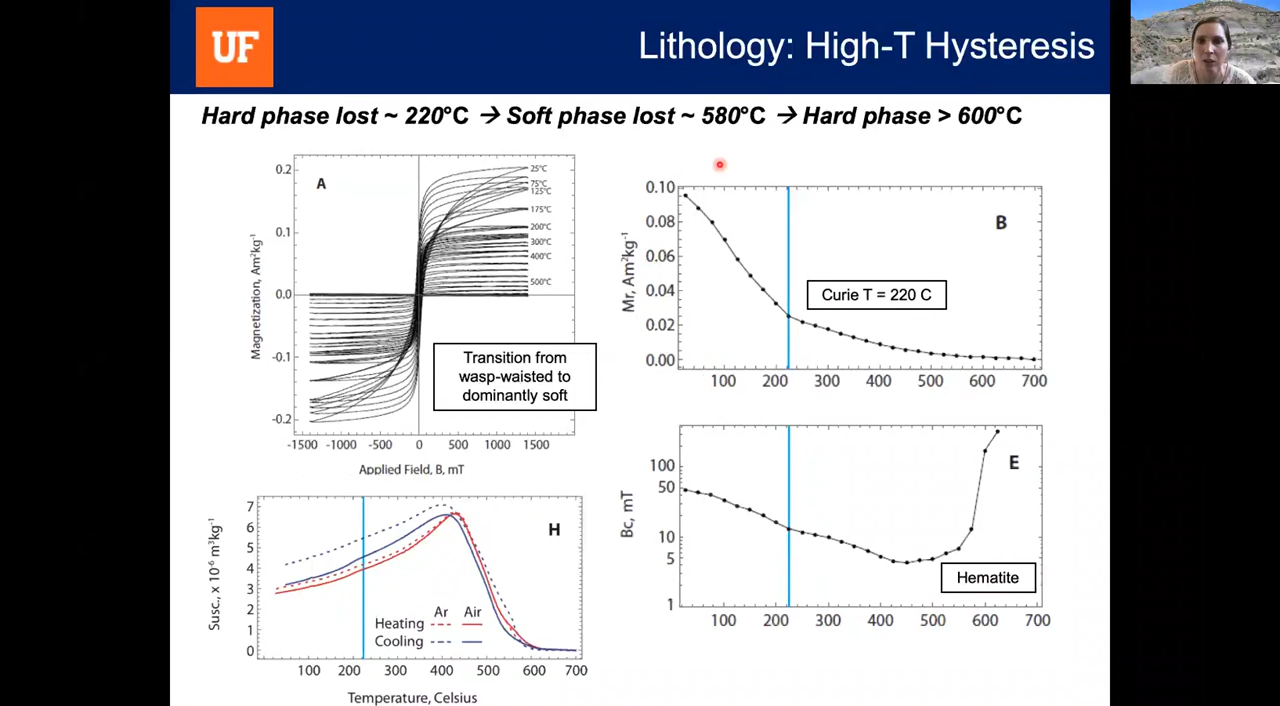 UF
Lithology: High-T Hysteresis
Hard phase lost ~ 220°C → Soft phase lost ~ 580°C → Hard phase > 600°C
A
0.2
0.1
0.0
-0.1
-0.2
Magnetization, Am²kg⁻¹
25°C
75°C
125°C
175°C
200°C
300°C
400°C
500°C
Transition from
wasp-waisted to
dominantly soft
-1500 -1000 -500 0 500 1000 1500
Applied Field, B, mT
B
0.10
0.08
0.06
0.04
0.02
0.00
Mr, Am²kg⁻¹
Curie T = 220 C
100 200 300 400 500 600 700
H
7
6
5
4
3
2
1
0
Susc., x 10⁻⁶ m³kg⁻¹
Ar Air
Heating
Cooling
100 200 300 400 500 600 700
Temperature, Celsius
E
100
50
10
5
1
Bc, mT
Hematite
100 200 300 400 500 600 700